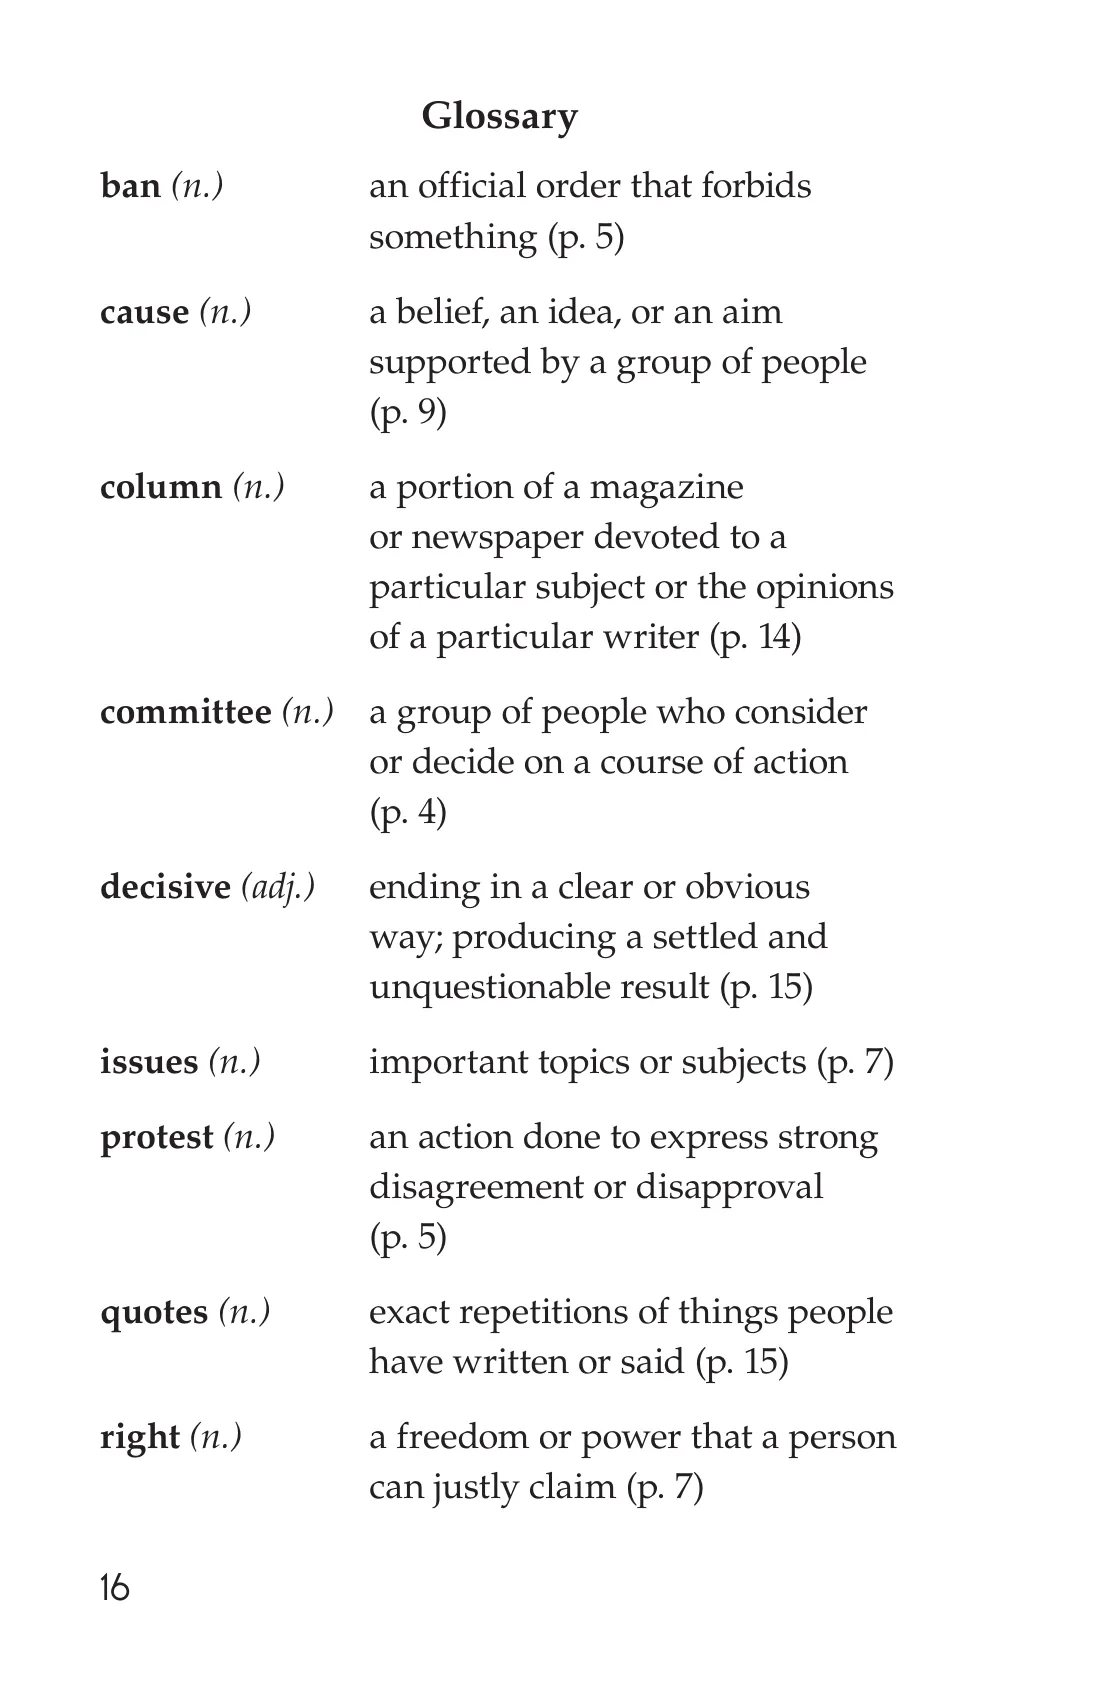 Glossary
ban (n.) an official order that forbids
something (p. 5)
cause (n.) a belief, an idea, or an aim
supported by a group of people
(p. 9)
column (n.) a portion of a magazine
or newspaper devoted to a
particular subject or the opinions
of a particular writer (p. 14)
committee (n.) a group of people who consider
or decide on a course of action
(p. 4)
decisive (adj.) ending in a clear or obvious
way; producing a settled and
unquestionable result (p. 15)
issues (n.) important topics or subjects (p. 7)
protest (n.) an action done to express strong
disagreement or disapproval
(p. 5)
quotes (n.) exact repetitions of things people
have written or said (p. 15)
right (n.) a freedom or power that a person
can justly claim (p. 7)
16